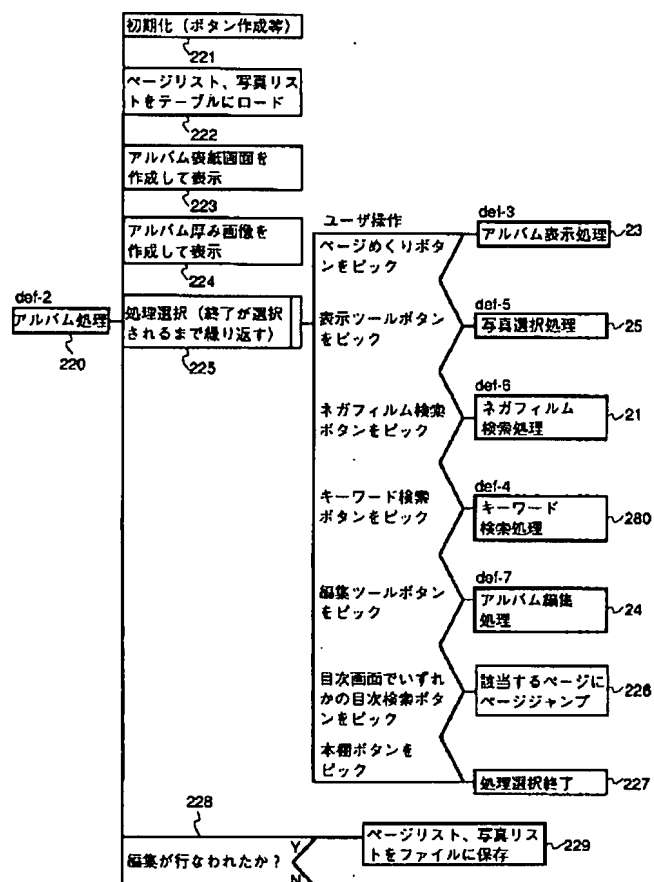 初期化（ボタン作成等）
221
ページリスト、写真リス
トをテーブルにロード
222
アルバム表紙画面を
作成して表示
223
アルバム厚み画像を
作成して表示
224
def-2
アルバム処理
220
処理選択（終了が選択
されるまで繰り返す）
225
ユーザ操作
ページめくりボタ
ンをピック
def-3
アルバム表示処理
23
表示ツールボタン
をピック
def-5
写真選択処理
25
ネガフィルム検索
ボタンをピック
def-6
ネガフィルム
検索処理
21
キーワード検索
ボタンをピック
def-4
キーワード
検索処理
280
編集ツールボタン
をピック
def-7
アルバム編集
処理
24
目次画面でいずれ
かの目次検索ボタ
ンをピック
該当するページに
ページジャンプ
226
本棚ボタンを
ピック
処理選択終了
227
228
編集が行なわれたか？
Y
N
ページリスト、写真リス
トをファイルに保存
229